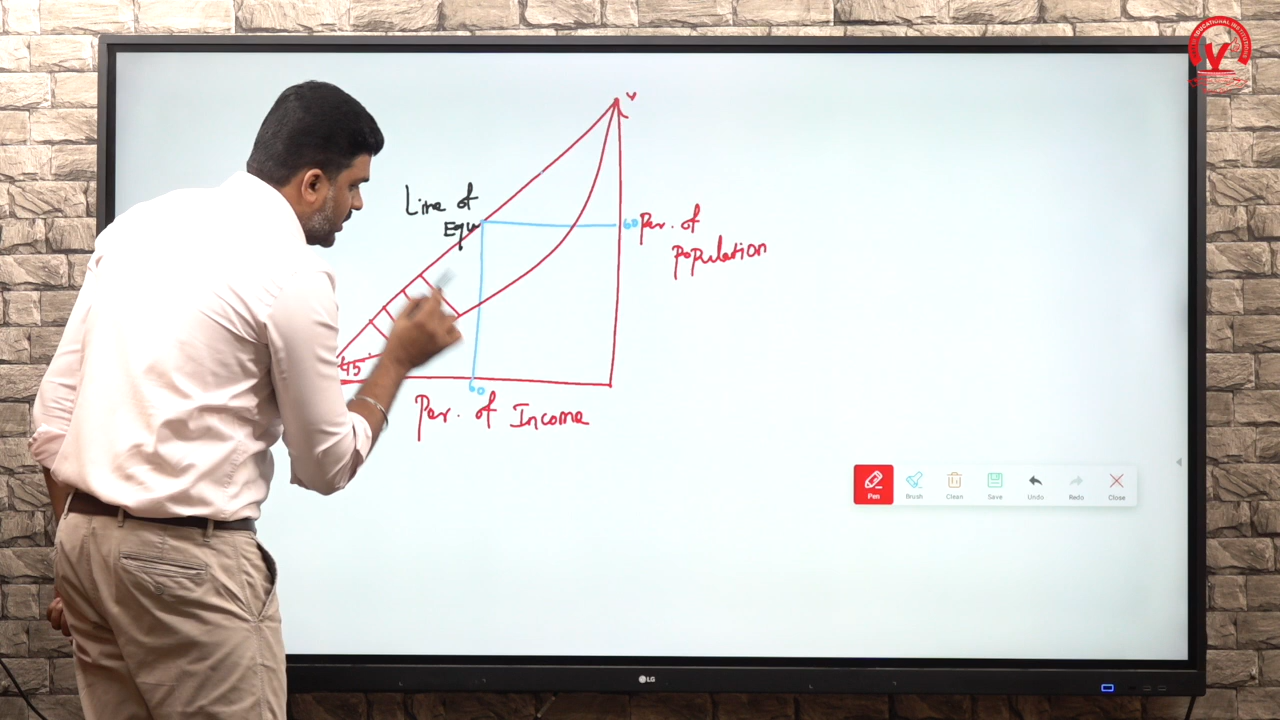 Y
Line of
Equ
60 Per. of
Population
45
60
Per. of Income
Pen
Brush
Clean
Save
Undo
Redo
Close
LG